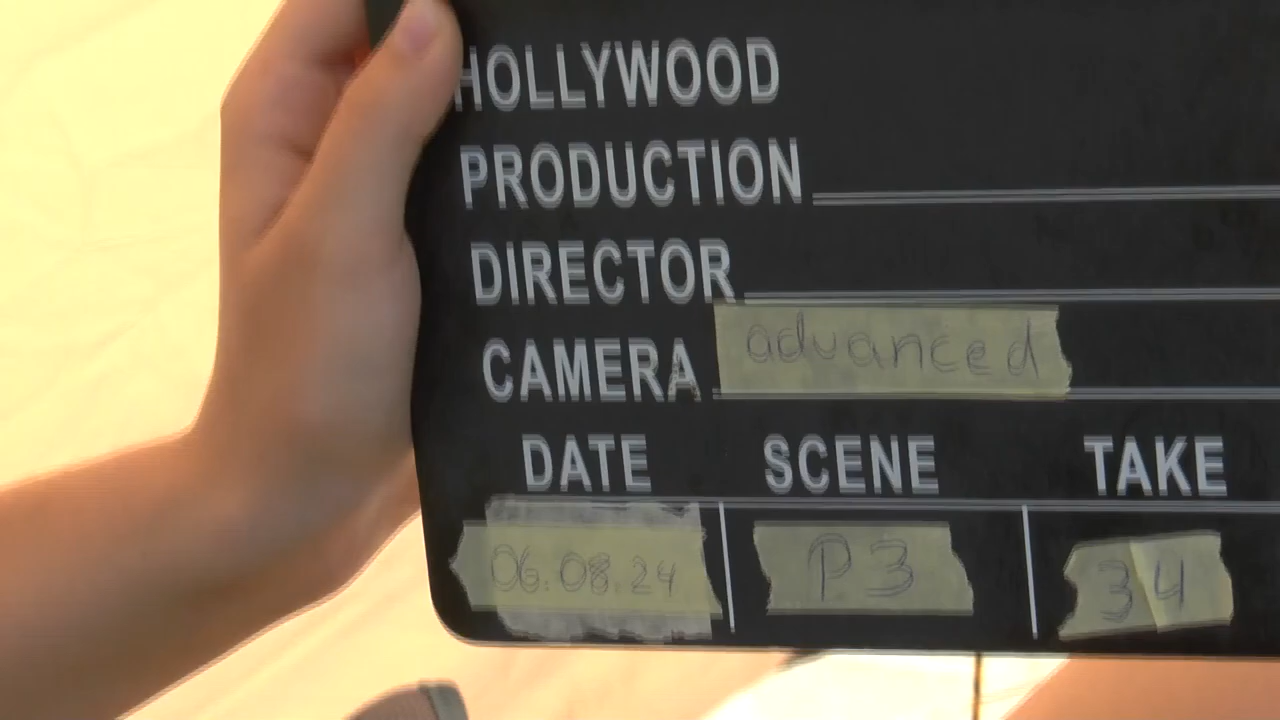 HOLLYWOOD
PRODUCTION
DIRECTOR
CAMERA advanced
DATE SCENE TAKE
06.08.24 P3 34